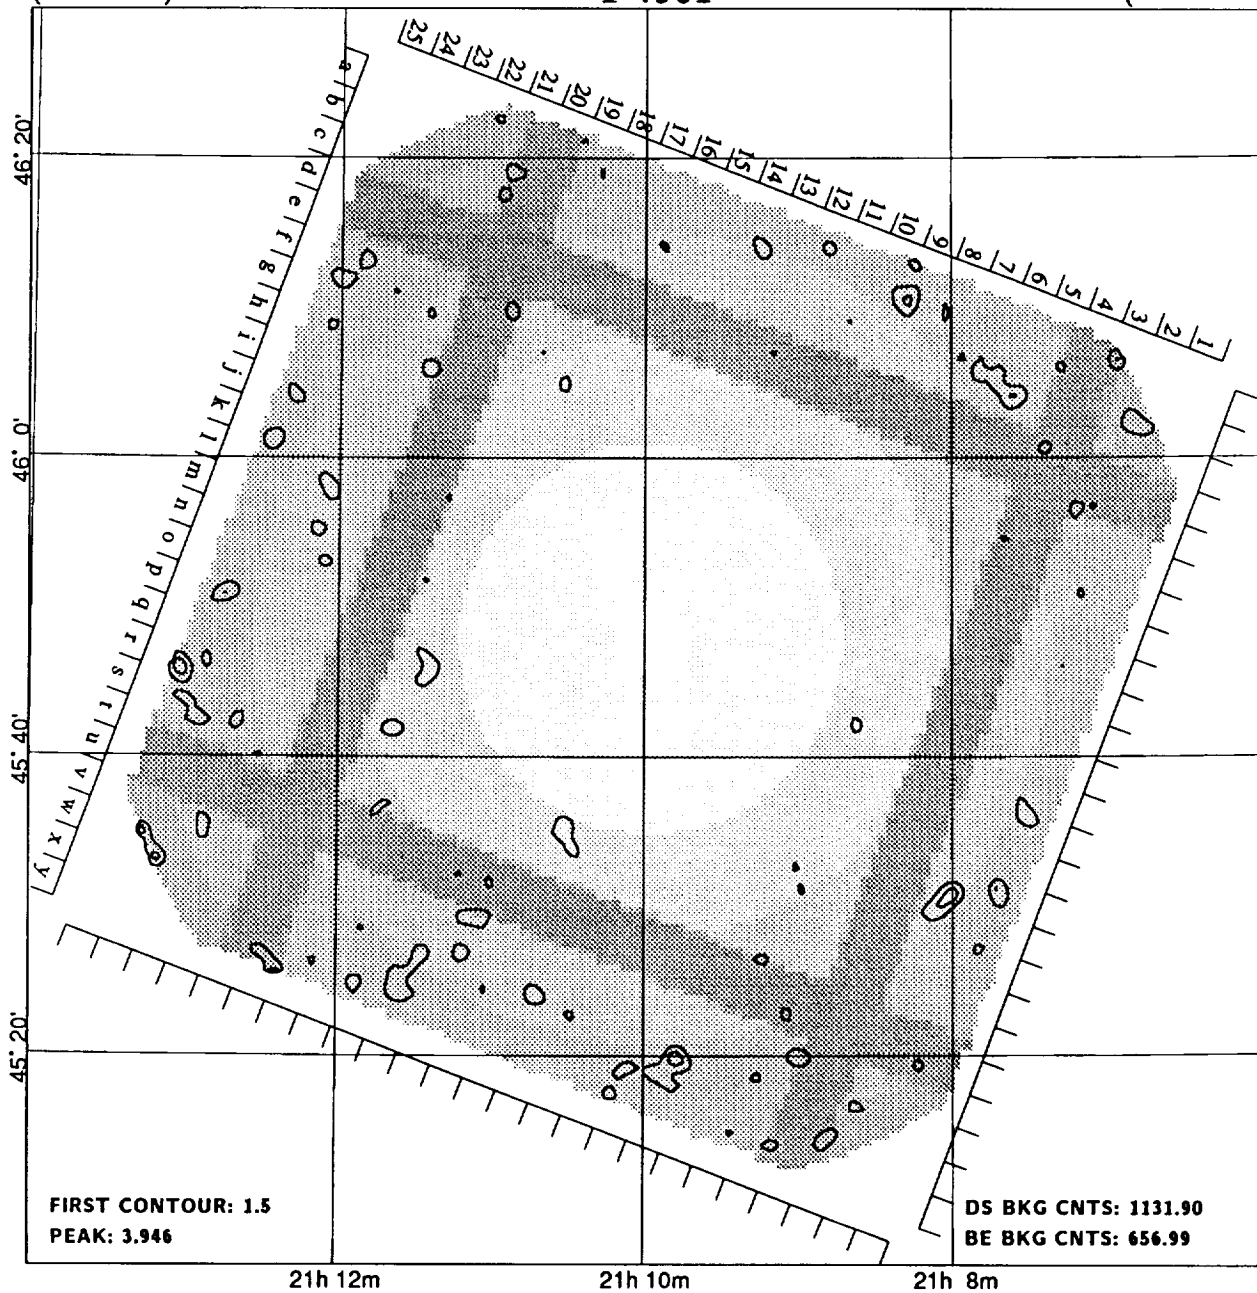 25 24 23 22 21 20 19 18 17 16 15 14 13 12 11 10 9 8 7 6 5 4 3 2 1
a b c d e f g h i j k l m n o p q r s t u v w x y
46° 20'
46° 0'
45° 40'
45° 20'
FIRST CONTOUR: 1.5
PEAK: 3.946
DS BKG CNTS: 1131.90
BE BKG CNTS: 656.99
21h 12m
21h 10m
21h 8m